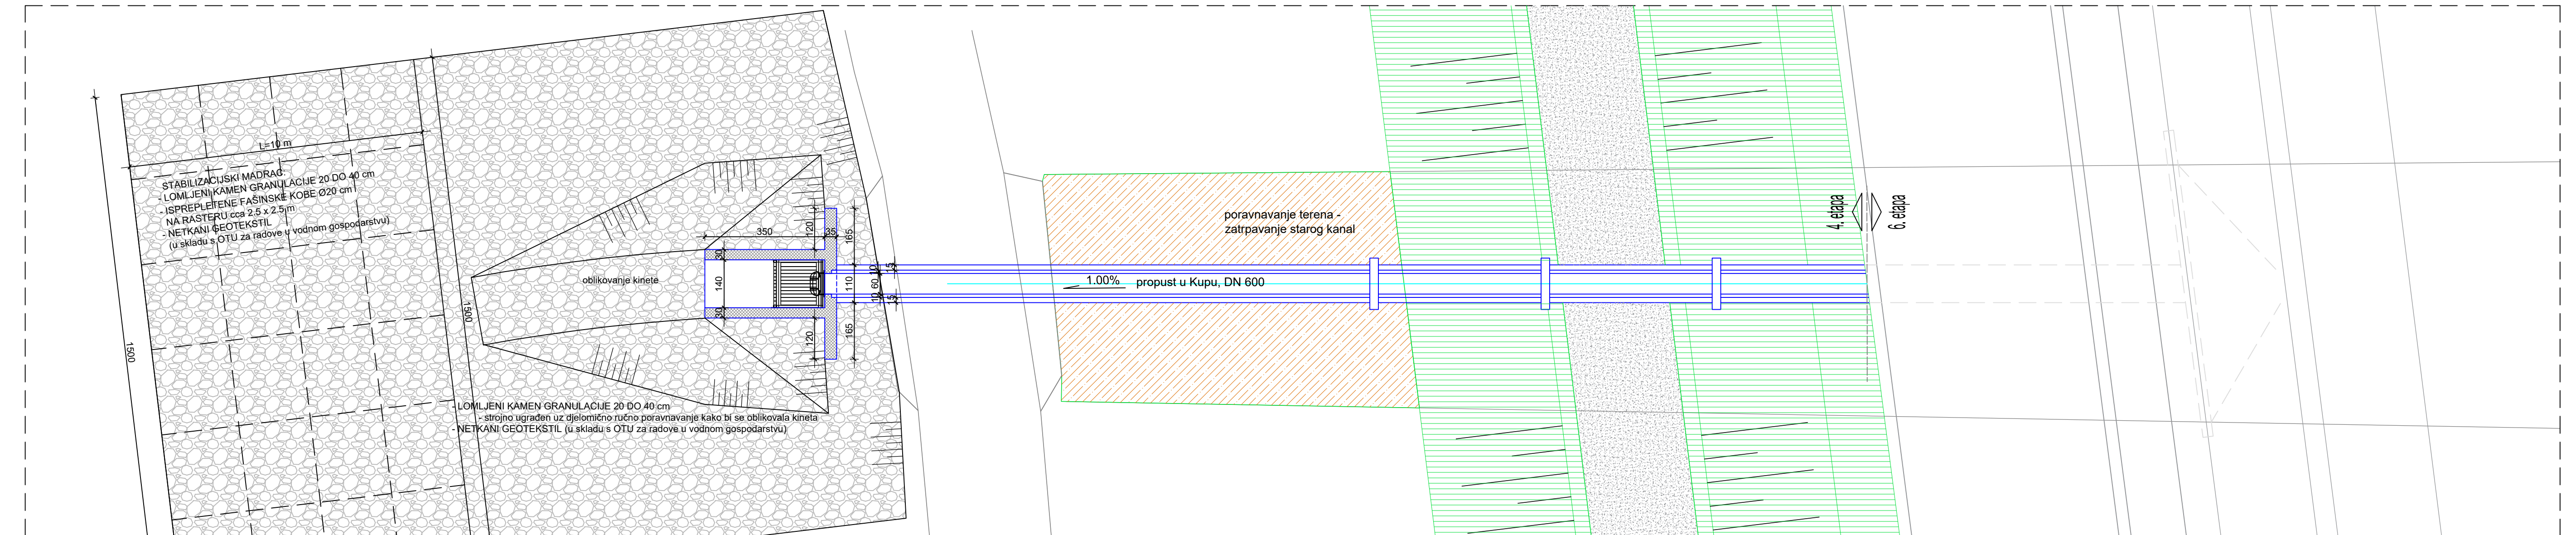 L=10 m
STABILIZACIJSKI MADRAC:
- LOMLJENI KAMEN GRANULACIJE 20 DO 40 cm
- ISPREPLETENE FAŠINSKE KOBE Ø20 cm
NA RASTERU cca 2.5 x 2.5 m
- NETKANI GEOTEKSTIL
(u skladu s OTU za radove u vodnom gospodarstvu)
1500
1500
oblikovanje kinete
350
35
120
165
30
140
30
110
10
60
10
15
15
120
165
- LOMLJENI KAMEN GRANULACIJE 20 DO 40 cm
- strojno ugrađen uz djelomično ručno poravnavanje kako bi se oblikovala kineta
- NETKANI GEOTEKSTIL (u skladu s OTU za radove u vodnom gospodarstvu)
1.00%
propust u Kupu, DN 600
poravnavanje terena -
zatrpavanje starog kanal
4. etapa
6. etapa